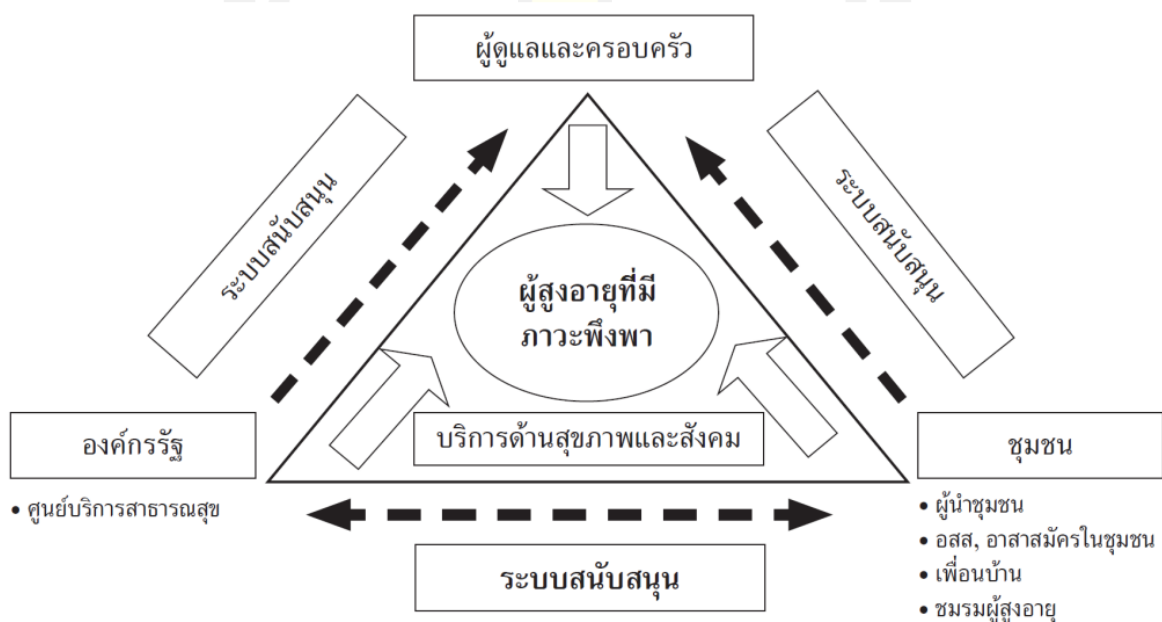 ผู้ดูแลและครอบครัว
ระบบสนับสนุน
ระบบสนับสนุน
ผู้สูงอายุที่มี
ภาวะพึงพา
องค์กรรัฐ
บริการด้านสุขภาพและสังคม
ชุมชน
• ศูนย์บริการสาธารณสุข
• ผู้นำชุมชน
• อสส, อาสาสมัครในชุมชน
• เพื่อนบ้าน
• ชมรมผู้สูงอายุ
ระบบสนับสนุน